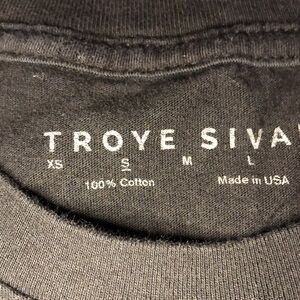 TROYE SIVA
XS S M L
100% Cotton Made in USA